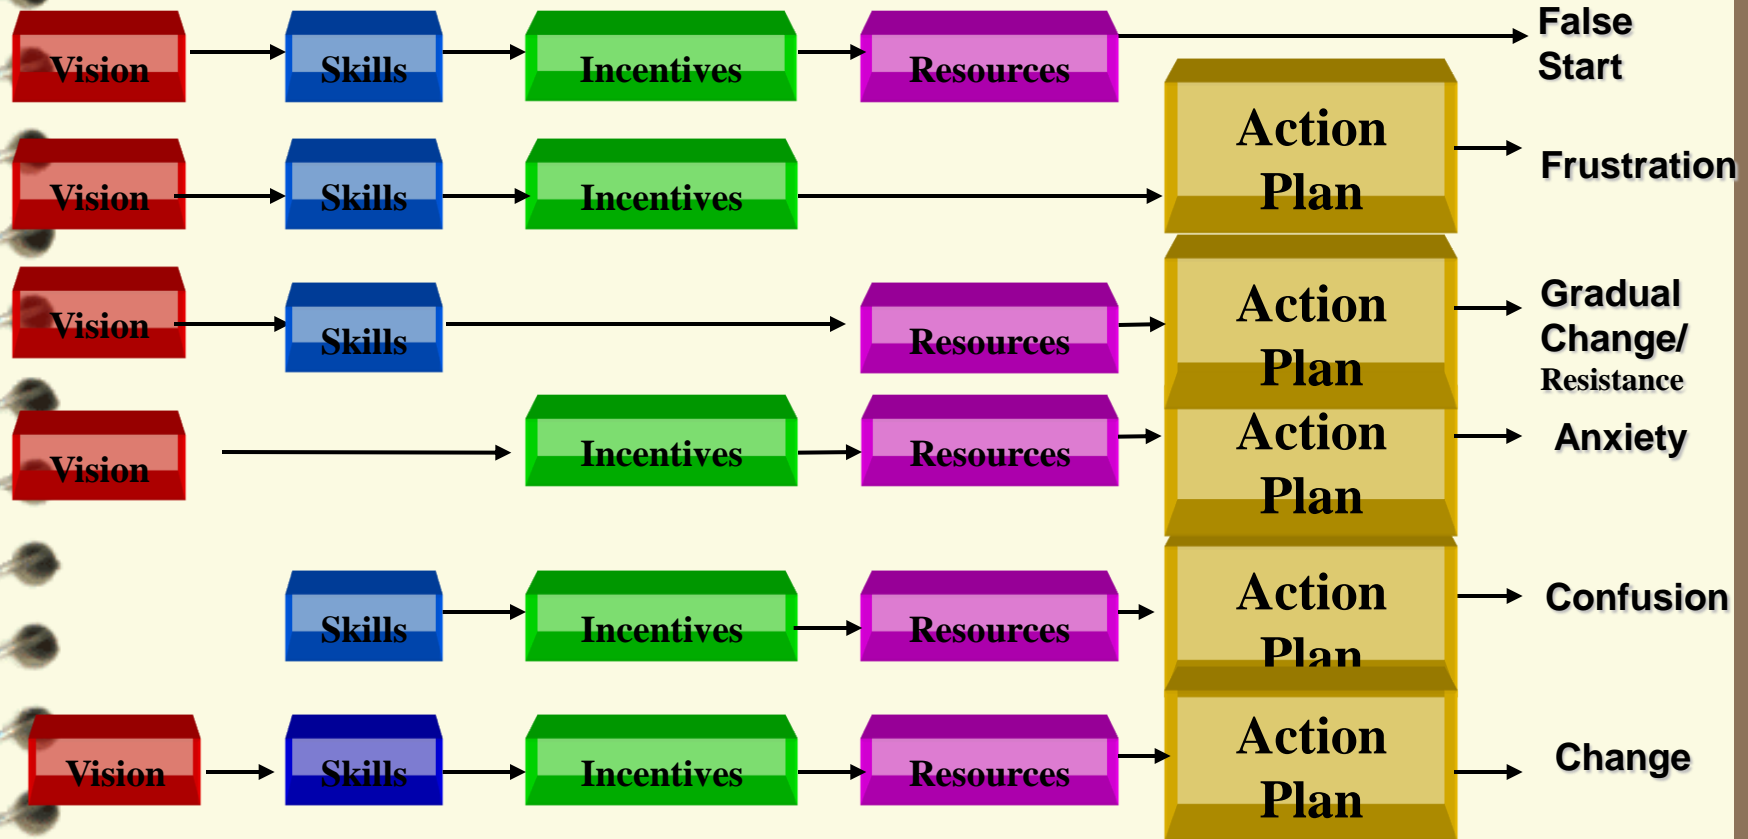 Vision Skills Incentives Resources False
Start
Vision Skills Incentives Action
Plan Frustration
Vision Skills Resources Action
Plan Gradual
Change/
Resistance
Vision Incentives Resources Action
Plan Anxiety
Skills Incentives Resources Action
Plan Confusion
Vision Skills Incentives Resources Action
Plan Change